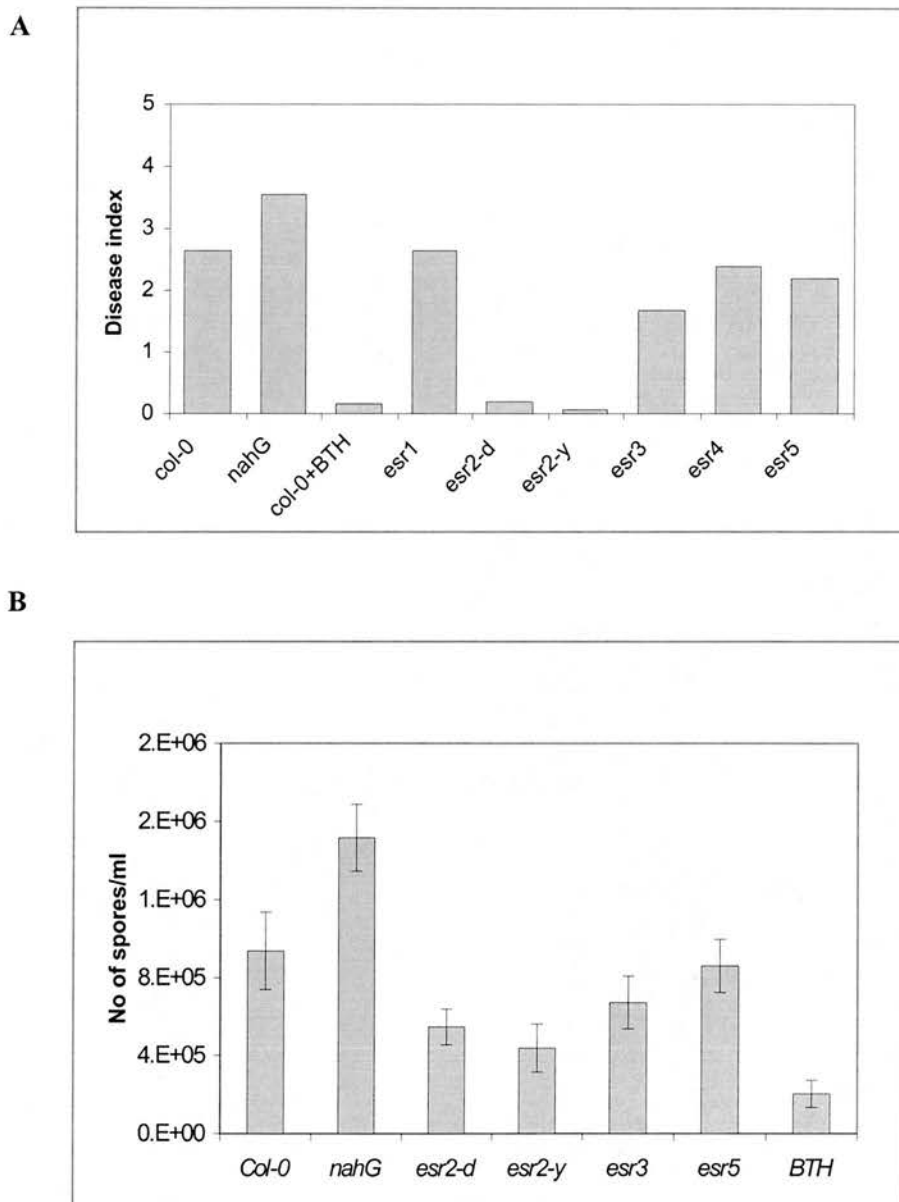 A
5
4
3
2
1
0
Disease index
col-0
nahG
col-0+BTH
esr1
esr2-d
esr2-y
esr3
esr4
esr5
B
2.E+06
2.E+06
1.E+06
8.E+05
4.E+05
0.E+00
No of spores/ml
Col-0
nahG
esr2-d
esr2-y
esr3
esr5
BTH